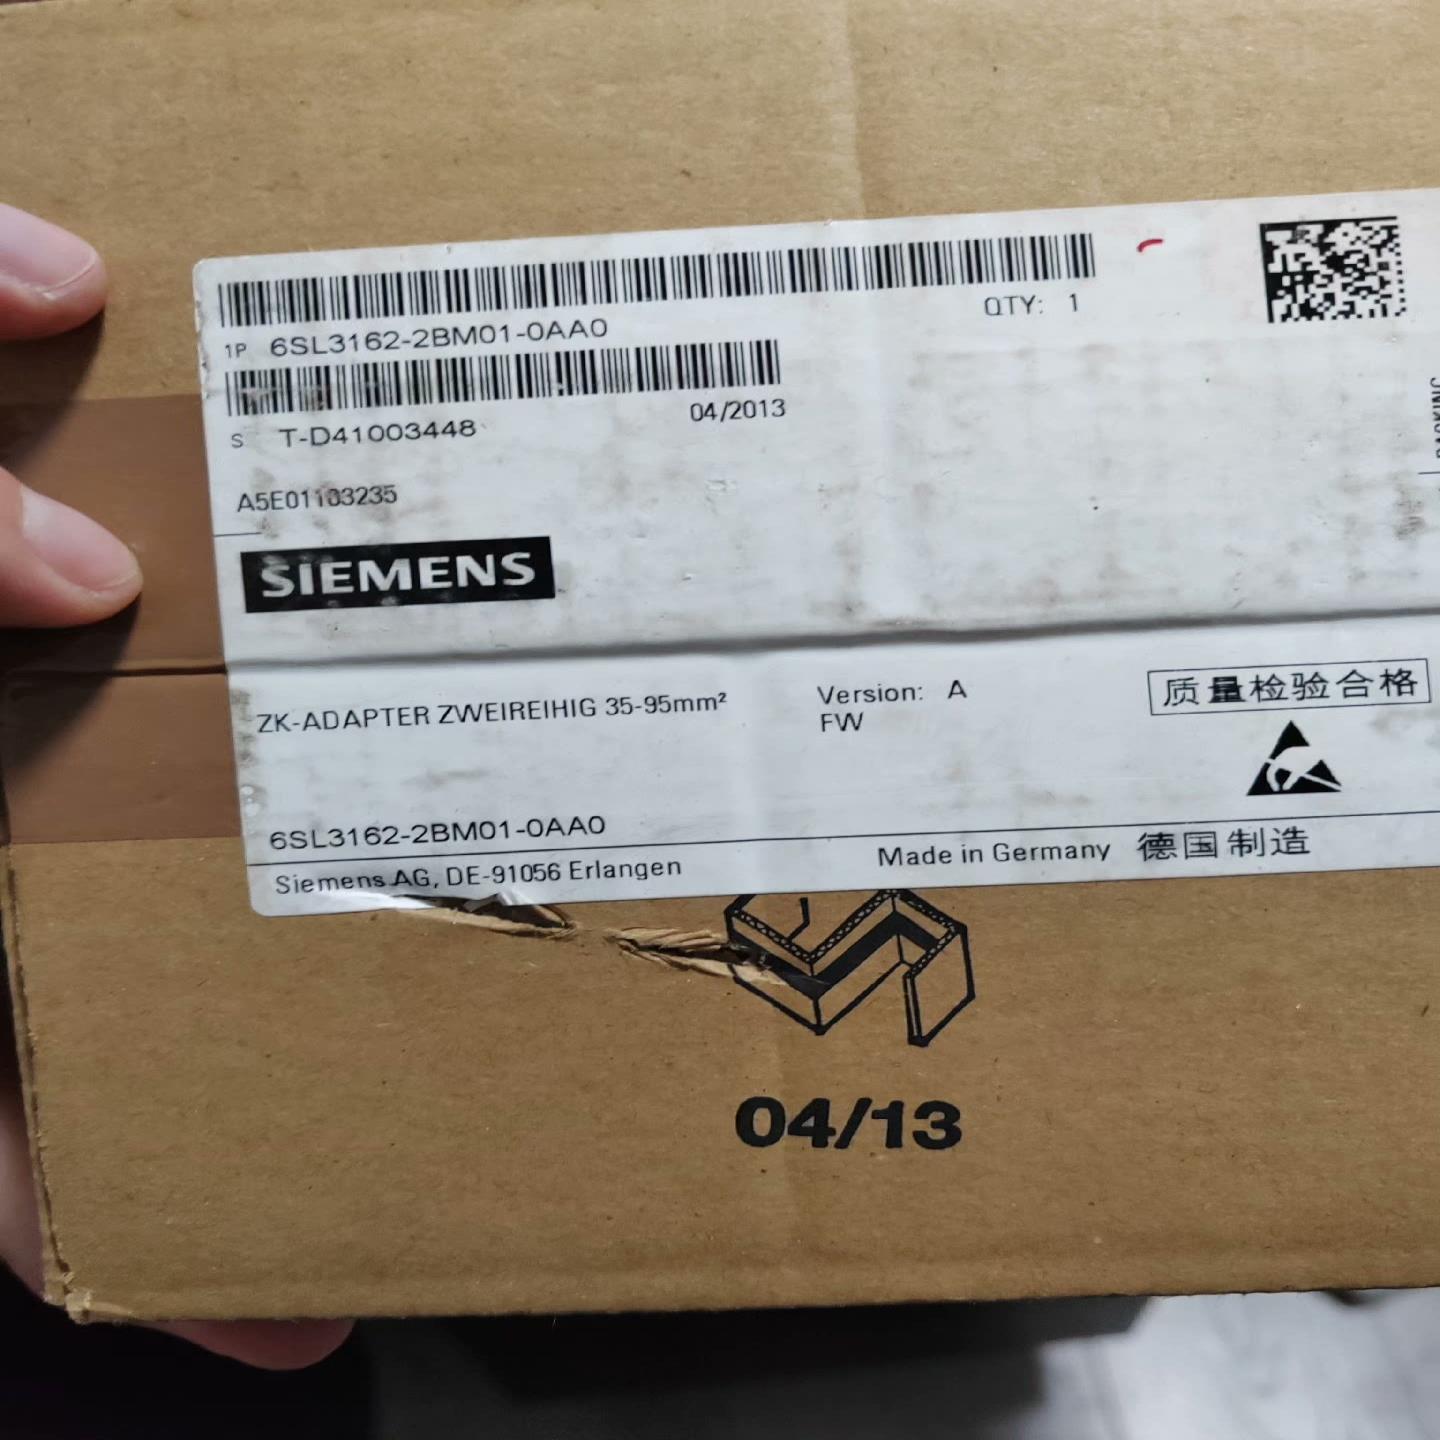 QTY: 1
1P 6SL3162-2BM01-0AA0
04/2013
S T-D41003448
A5E01103235
SIEMENS
ZK-ADAPTER ZWEIREIHIG 35-95mm²
Version: A
FW
质量检验合格
6SL3162-2BM01-0AA0
Siemens AG, DE-91056 Erlangen
Made in Germany 德国制造
04/13